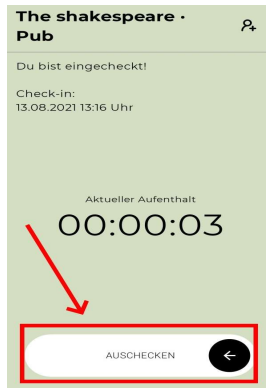 The shakespeare ·
Pub
Du bist eingecheckt!
Check-in:
13.08.2021 13:16 Uhr
Aktueller Aufenthalt
00:00:03
AUSCHECKEN